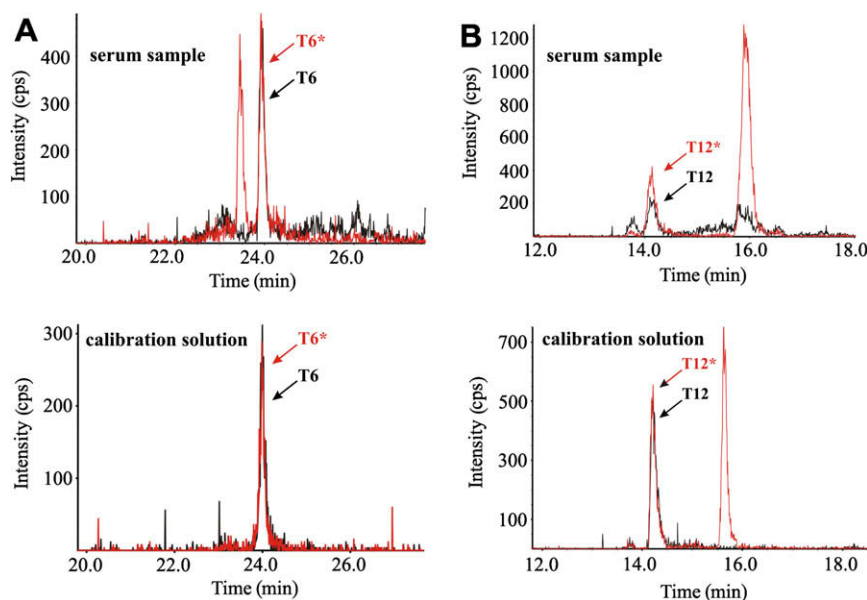 A
serum sample
T6*
T6
Intensity (cps)
400
300
200
100
20.0 22.0 24.0 26.0
Time (min)
B
serum sample
T12*
T12
Intensity (cps)
1200
1000
800
600
400
200
12.0 14.0 16.0 18.0
Time (min)
calibration solution
T6*
T6
Intensity (cps)
300
200
100
20.0 22.0 24.0 26.0
Time (min)
calibration solution
T12*
T12
Intensity (cps)
700
500
300
100
12.0 14.0 16.0 18.0
Time (min)